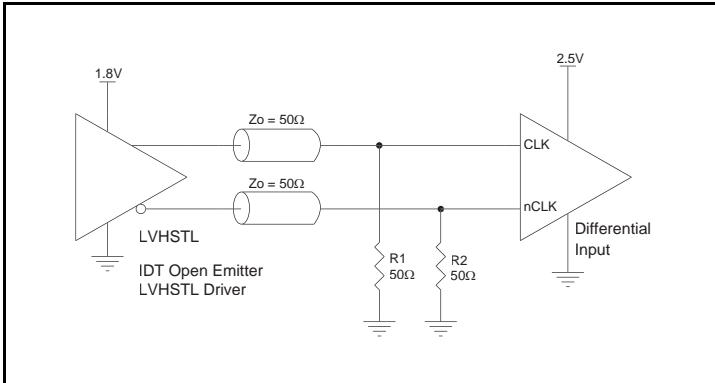 1.8V
2.5V
Zo = 50Ω
CLK
Zo = 50Ω
nCLK
LVHSTL
Differential
Input
IDT Open Emitter
LVHSTL Driver
R1
50Ω
R2
50Ω